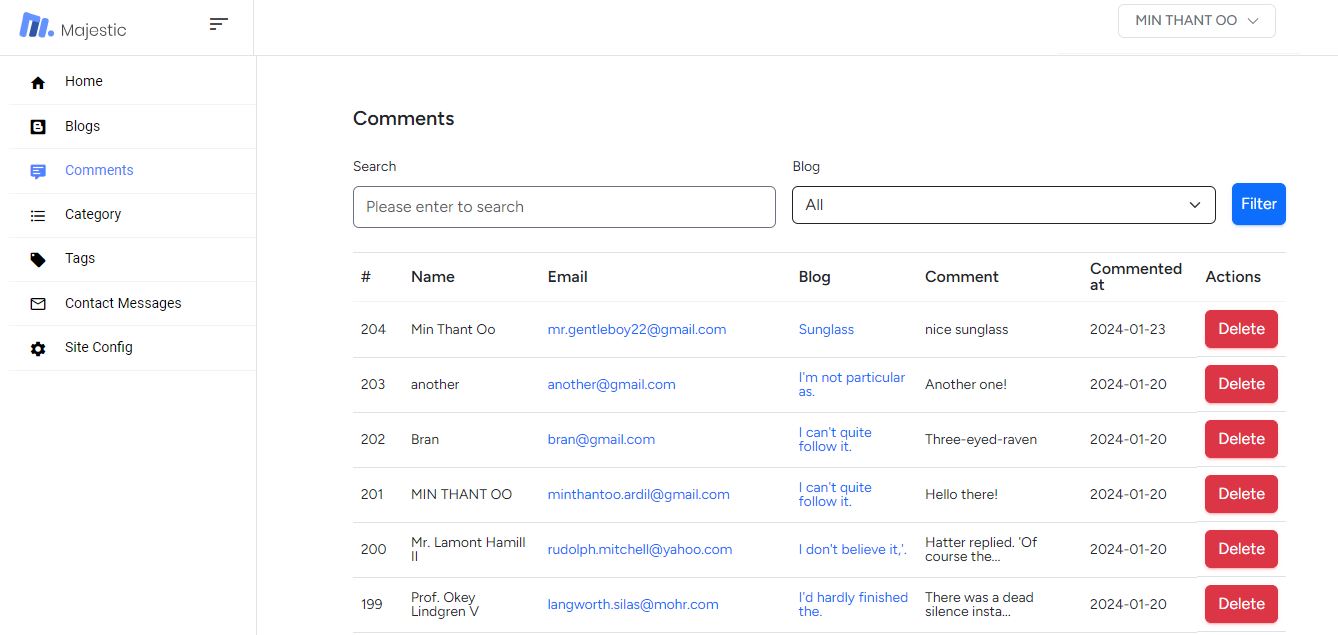 Majestic
MIN THANT OO
Home
Blogs
Comments
Category
Tags
Contact Messages
Site Config
Comments
Search
Blog
Please enter to search
All
Filter
# Name Email Blog Comment Commented at Actions
204 Min Thant Oo mr.gentleboy22@gmail.com Sunglass nice sunglass 2024-01-23 Delete
203 another another@gmail.com I'm not particular as. Another one! 2024-01-20 Delete
202 Bran bran@gmail.com I can't quite follow it. Three-eyed-raven 2024-01-20 Delete
201 MIN THANT OO minthantoo.ardil@gmail.com I can't quite follow it. Hello there! 2024-01-20 Delete
200 Mr. Lamont Hamill II rudolph.mitchell@yahoo.com I don't believe it,'. Hatter replied. 'Of course the... 2024-01-20 Delete
199 Prof. Okey Lindgren V langworth.silas@mohr.com I'd hardly finished the. There was a dead silence insta... 2024-01-20 Delete